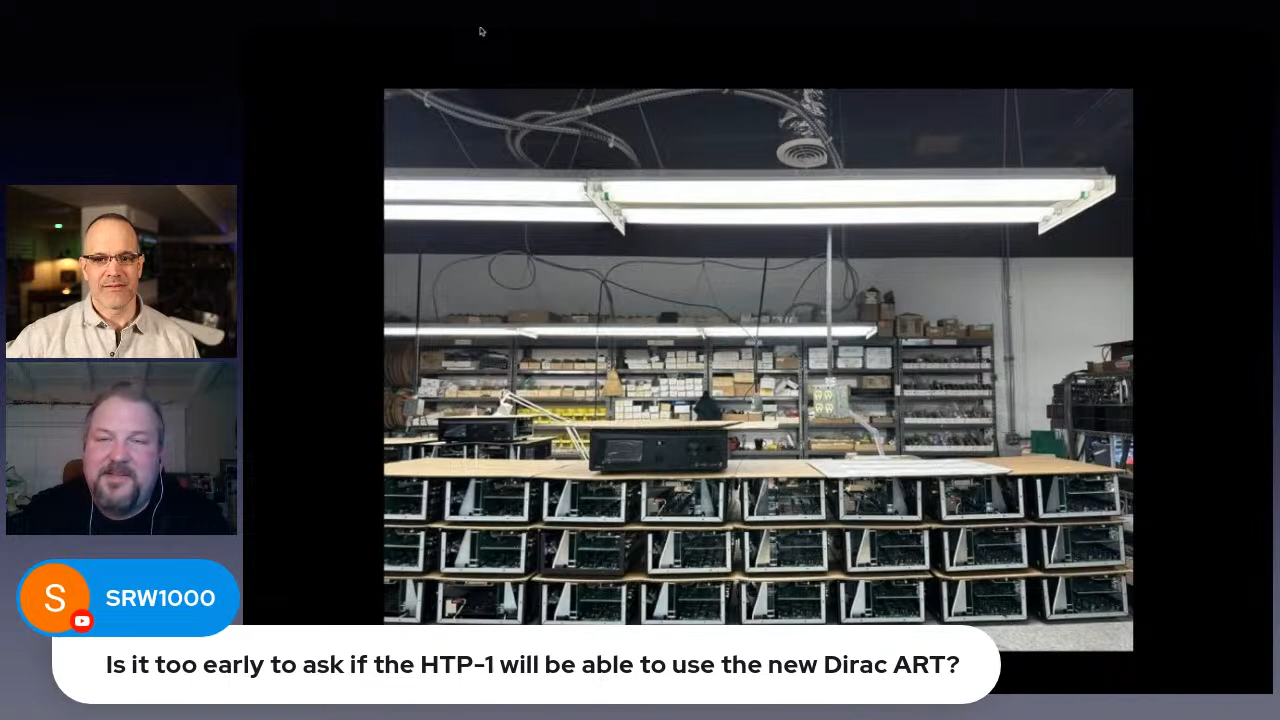 S
SRW1000
Is it too early to ask if the HTP-1 will be able to use the new Dirac ART?